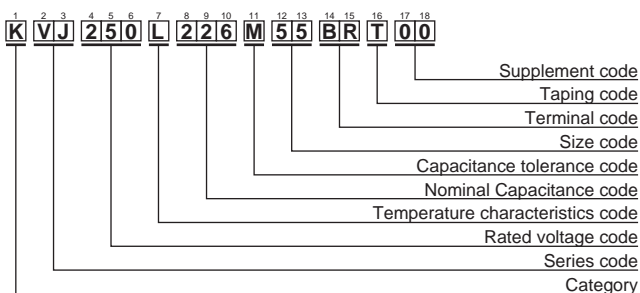 1 2 3 4 5 6 7 8 9 10 11 12 13 14 15 16 17 18
K V J 2 5 0 L 2 2 6 M 5 5 B R T 0 0
Supplement code
Taping code
Terminal code
Size code
Capacitance tolerance code
Nominal Capacitance code
Temperature characteristics code
Rated voltage code
Series code
Category